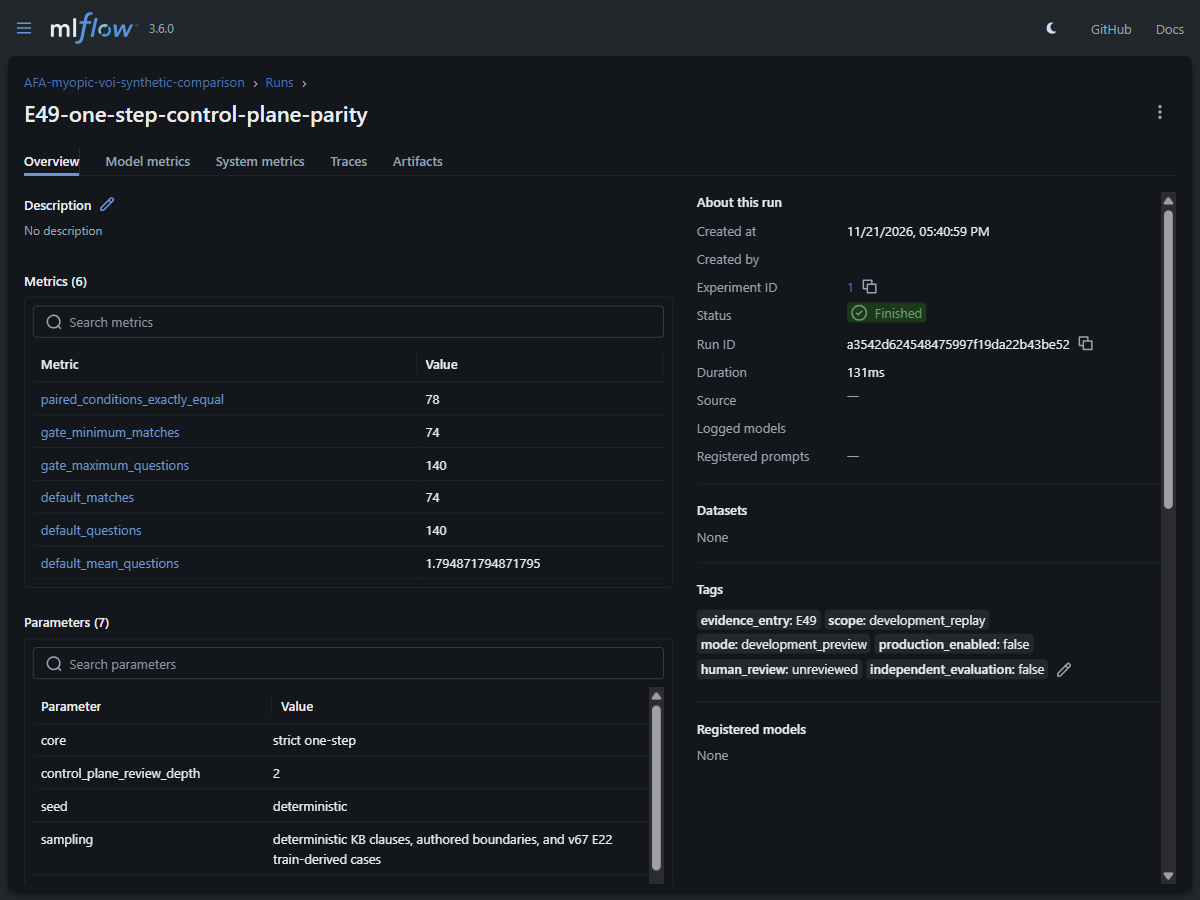 mlflow 3.6.0 GitHub Docs
AFA-myopic-voi-synthetic-comparison › Runs ›
E49-one-step-control-plane-parity
Overview Model metrics System metrics Traces Artifacts
Description
No description
Metrics (6)
Search metrics
Metric Value
paired_conditions_exactly_equal 78
gate_minimum_matches 74
gate_maximum_questions 140
default_matches 74
default_questions 140
default_mean_questions 1.794871794871795
Parameters (7)
Search parameters
Parameter Value
core strict one-step
control_plane_review_depth 2
seed deterministic
sampling deterministic KB clauses, authored boundaries, and v67 E22
train-derived cases
About this run
Created at 11/21/2026, 05:40:59 PM
Created by
Experiment ID 1
Status Finished
Run ID a3542d624548475997f19da22b43be52
Duration 131ms
Source —
Logged models
Registered prompts —
Datasets
None
Tags
evidence_entry: E49 scope: development_replay
mode: development_preview production_enabled: false
human_review: unreviewed independent_evaluation: false
Registered models
None